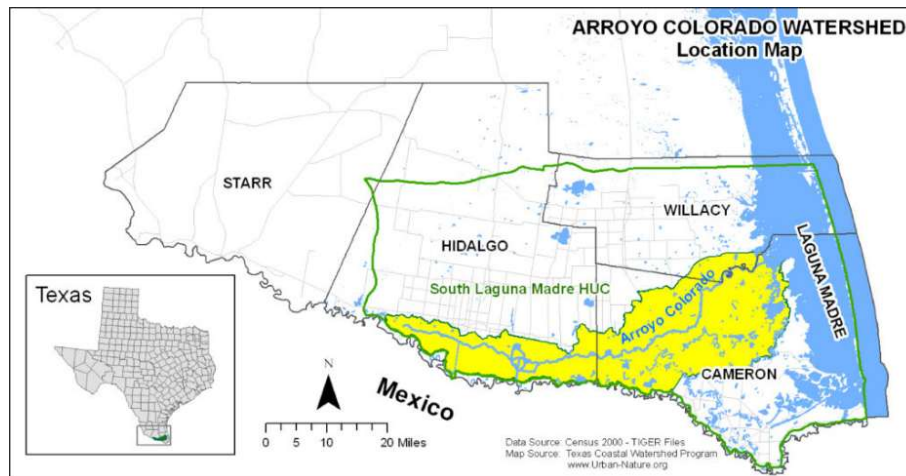 ARROYO COLORADO WATERSHED
Location Map
STARR
HIDALGO
WILLACY
LAGUNA MADRE
South Laguna Madre HUC
Arroyo Colorado
CAMERON
Texas
Mexico
N
0 5 10 20 Miles
Data Source: Census 2000 - TIGER Files
Map Source: Texas Coastal Watershed Program
www.Urban-Nature.org